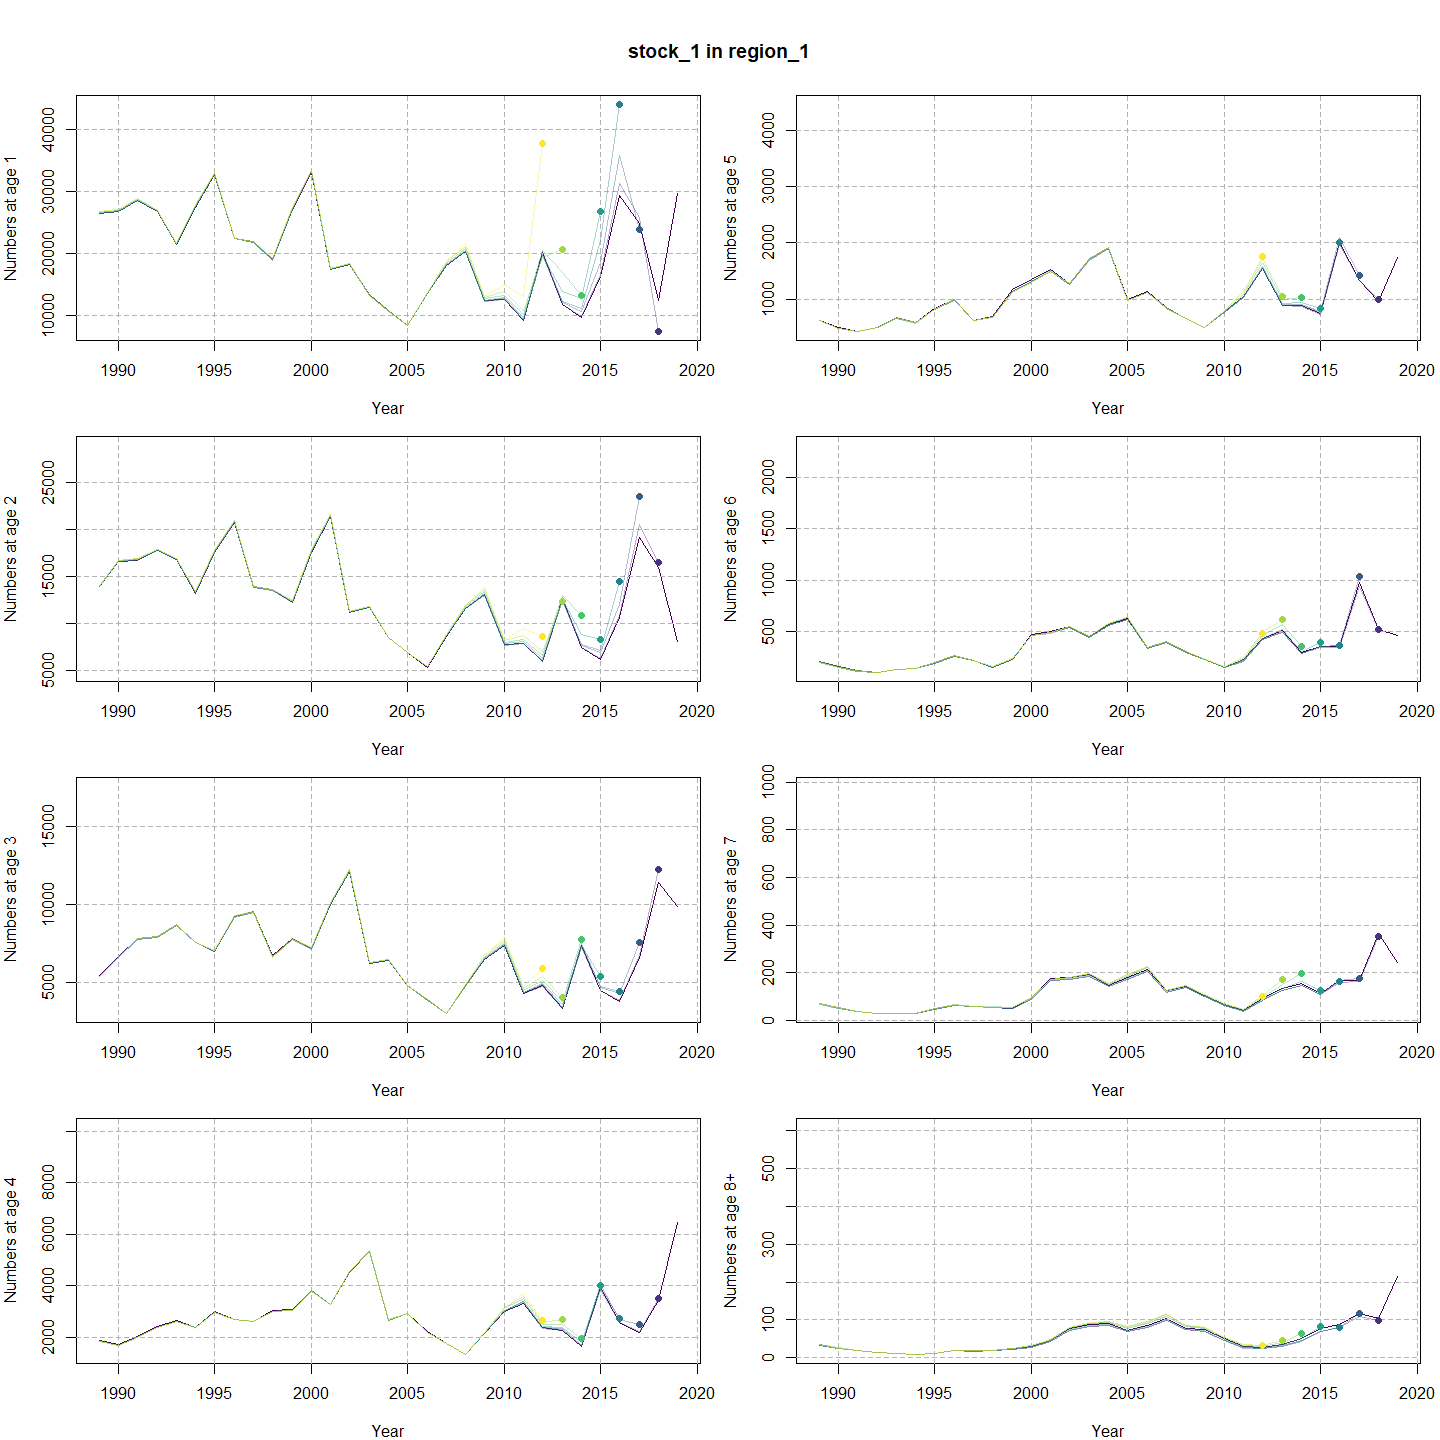 stock_1 in region_1
Numbers at age 1
10000 20000 30000 40000
1990 1995 2000 2005 2010 2015 2020
Year
Numbers at age 5
1000 2000 3000 4000
1990 1995 2000 2005 2010 2015 2020
Year
Numbers at age 2
5000 15000 25000
1990 1995 2000 2005 2010 2015 2020
Year
Numbers at age 6
500 1000 1500 2000
1990 1995 2000 2005 2010 2015 2020
Year
Numbers at age 3
5000 10000 15000
1990 1995 2000 2005 2010 2015 2020
Year
Numbers at age 7
0 200 400 600 800 1000
1990 1995 2000 2005 2010 2015 2020
Year
Numbers at age 4
2000 4000 6000 8000
1990 1995 2000 2005 2010 2015 2020
Year
Numbers at age 8+
0 100 300 500
1990 1995 2000 2005 2010 2015 2020
Year